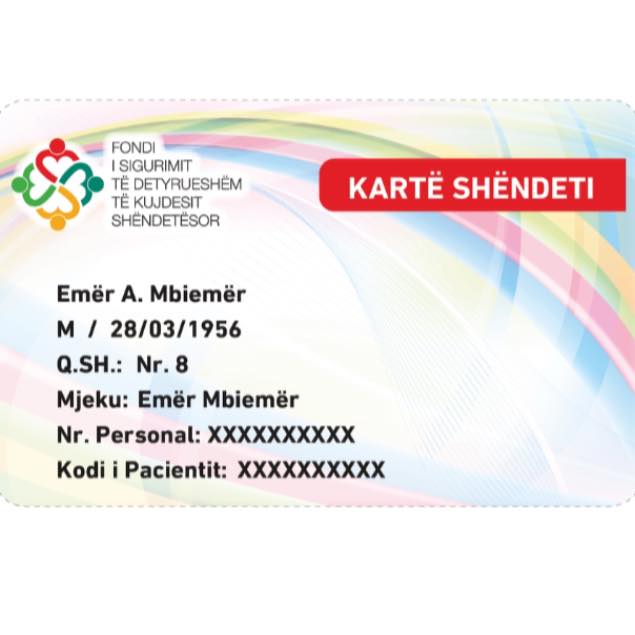 FONDI
I SIGURIMIT
TË DETYRUESHËM
TË KUJDESIT
SHËNDETËSOR
KARTË SHËNDETI
Emër A. Mbiemër
M / 28/03/1956
Q.SH.: Nr. 8
Mjeku: Emër Mbiemër
Nr. Personal: XXXXXXXXXX
Kodi i Pacientit: XXXXXXXXXX